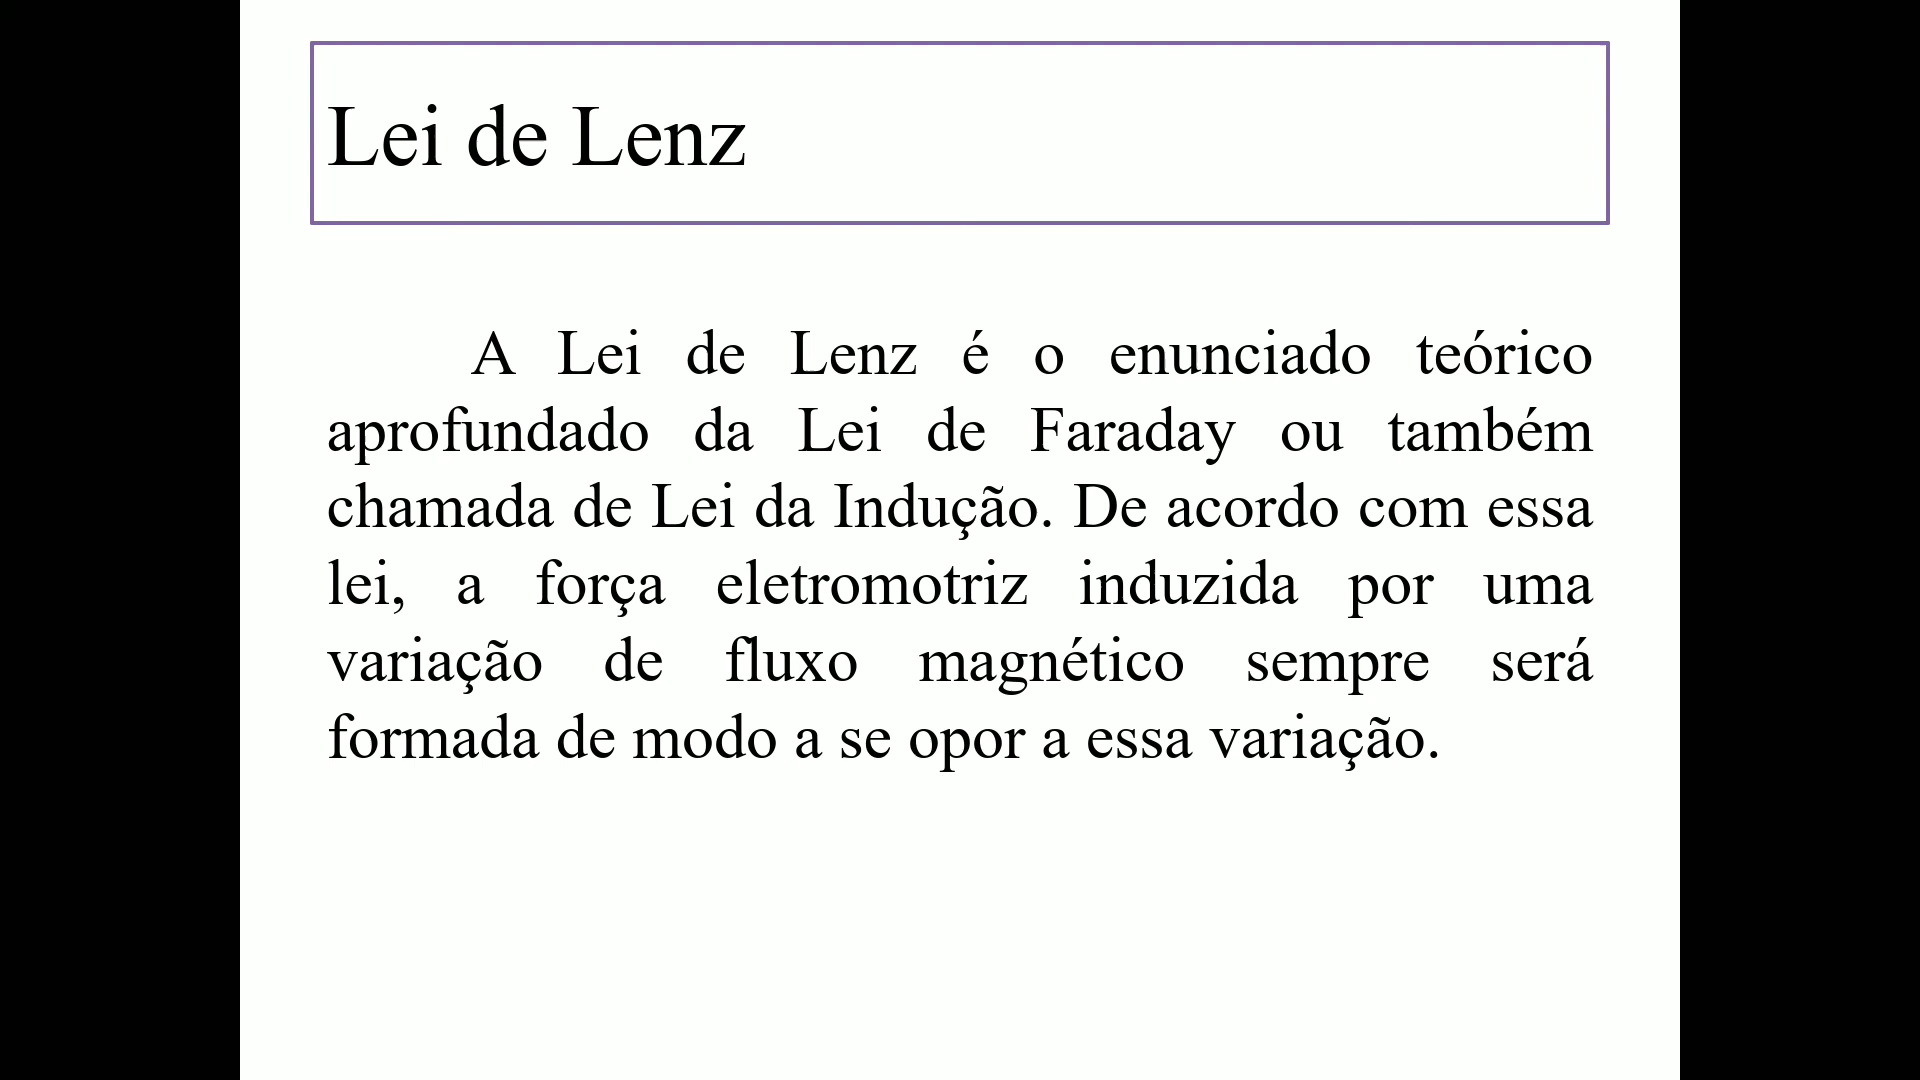 Lei de Lenz
A Lei de Lenz é o enunciado teórico
aprofundado da Lei de Faraday ou também
chamada de Lei da Indução. De acordo com essa
lei, a força eletromotriz induzida por uma
variação de fluxo magnético sempre será
formada de modo a se opor a essa variação.